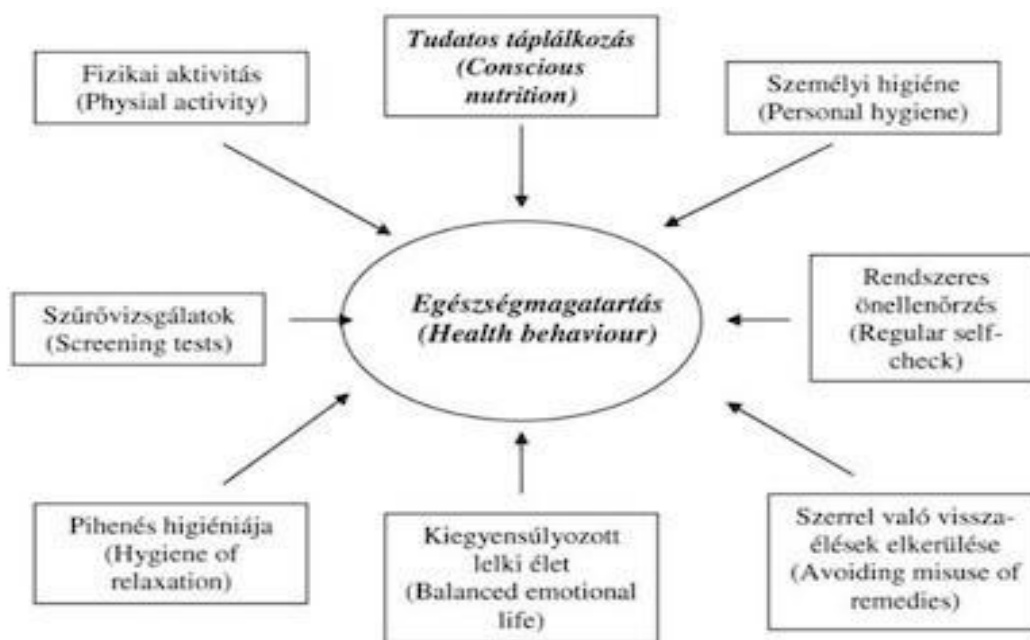 Tudatos táplálkozás
(Conscious
nutrition)
Fizikai aktivitás
(Physial activity)
Személyi higiéne
(Personal hygiene)
Egészségmagatartás
(Health behaviour)
Szűrővizsgálatok
(Screening tests)
Rendszeres
önellenőrzés
(Regular self-
check)
Pihenés higiéniája
(Hygiene of
relaxation)
Kiegyensúlyozott
lelki élet
(Balanced emotional
life)
Szerrel való vissza-
élések elkerülése
(Avoiding misuse of
remedies)